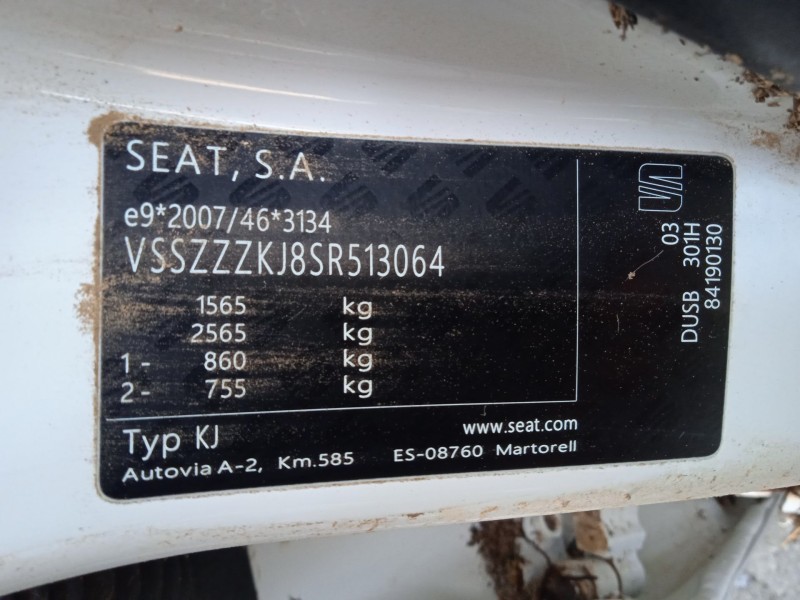 SEAT, S.A.
e9*2007/46*3134
VSSZZZKJ8SR513064
1565 kg
2565 kg
1- 860 kg
2- 755 kg
www.seat.com
Typ KJ
Autovia A-2, Km.585 ES-08760 Martorell
03
DUSB 301H
84190130